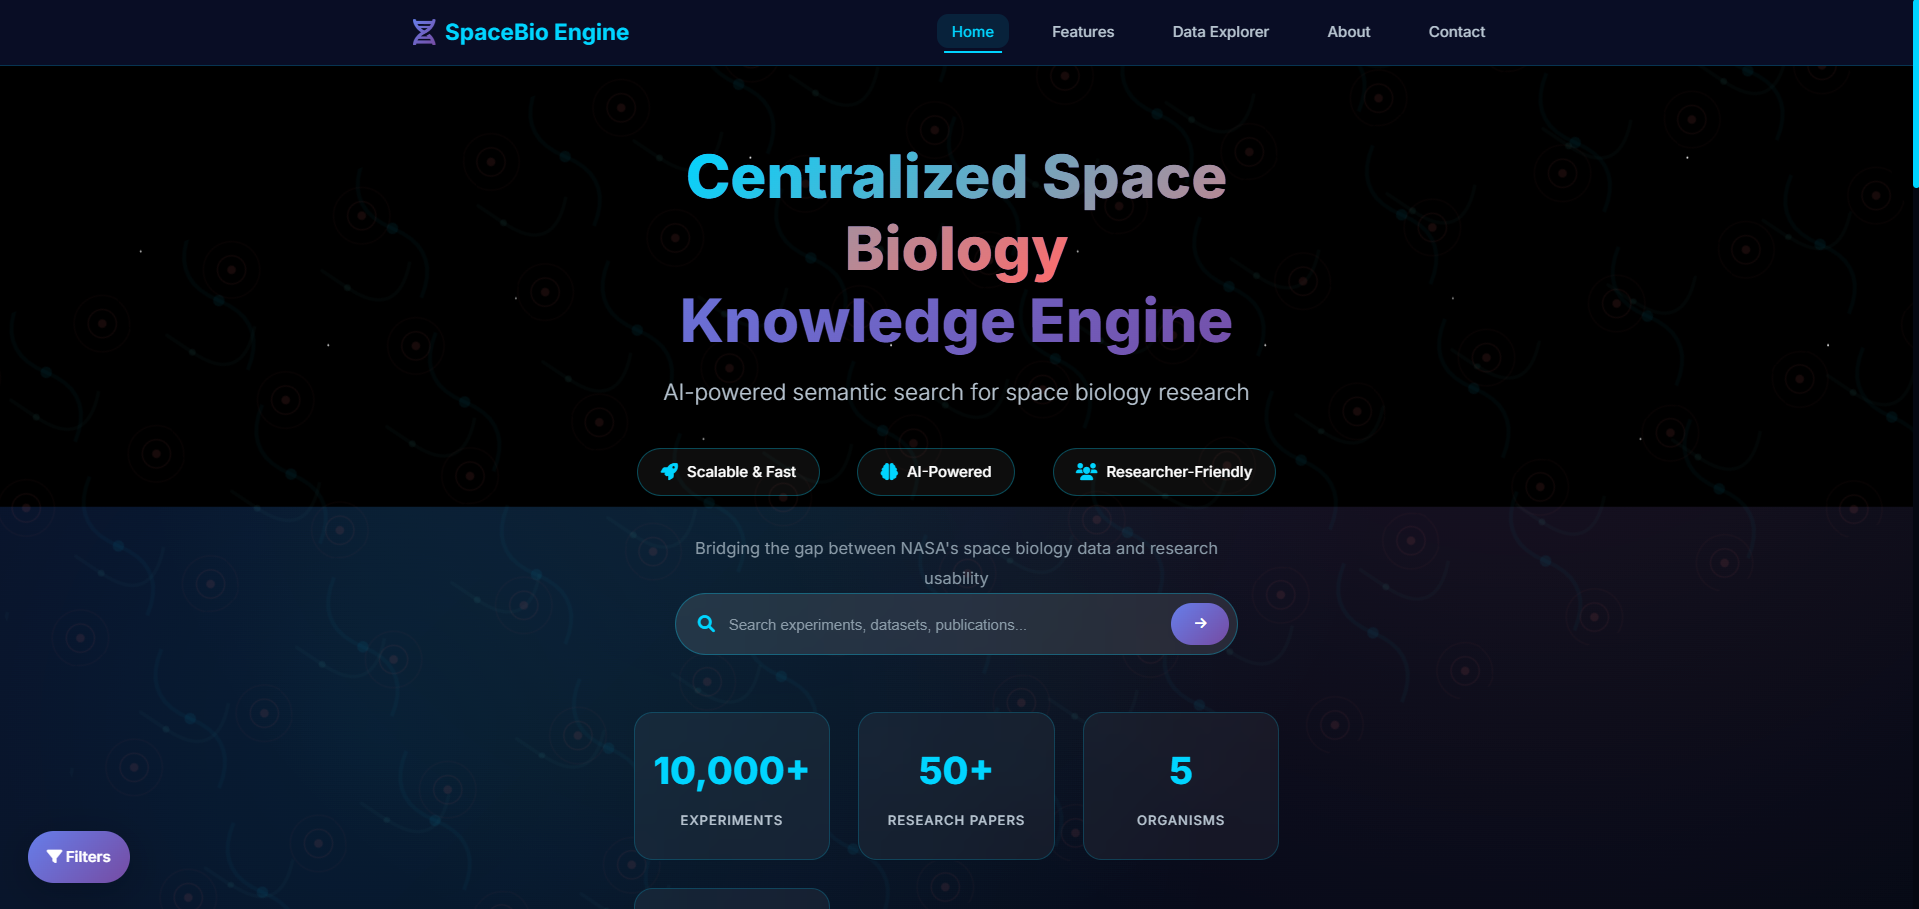 SpaceBio Engine
Home
Features
Data Explorer
About
Contact
Centralized Space
Biology
Knowledge Engine
AI-powered semantic search for space biology research
Scalable & Fast
AI-Powered
Researcher-Friendly
Bridging the gap between NASA's space biology data and research
usability
Search experiments, datasets, publications...
10,000+
EXPERIMENTS
50+
RESEARCH PAPERS
5
ORGANISMS
Filters